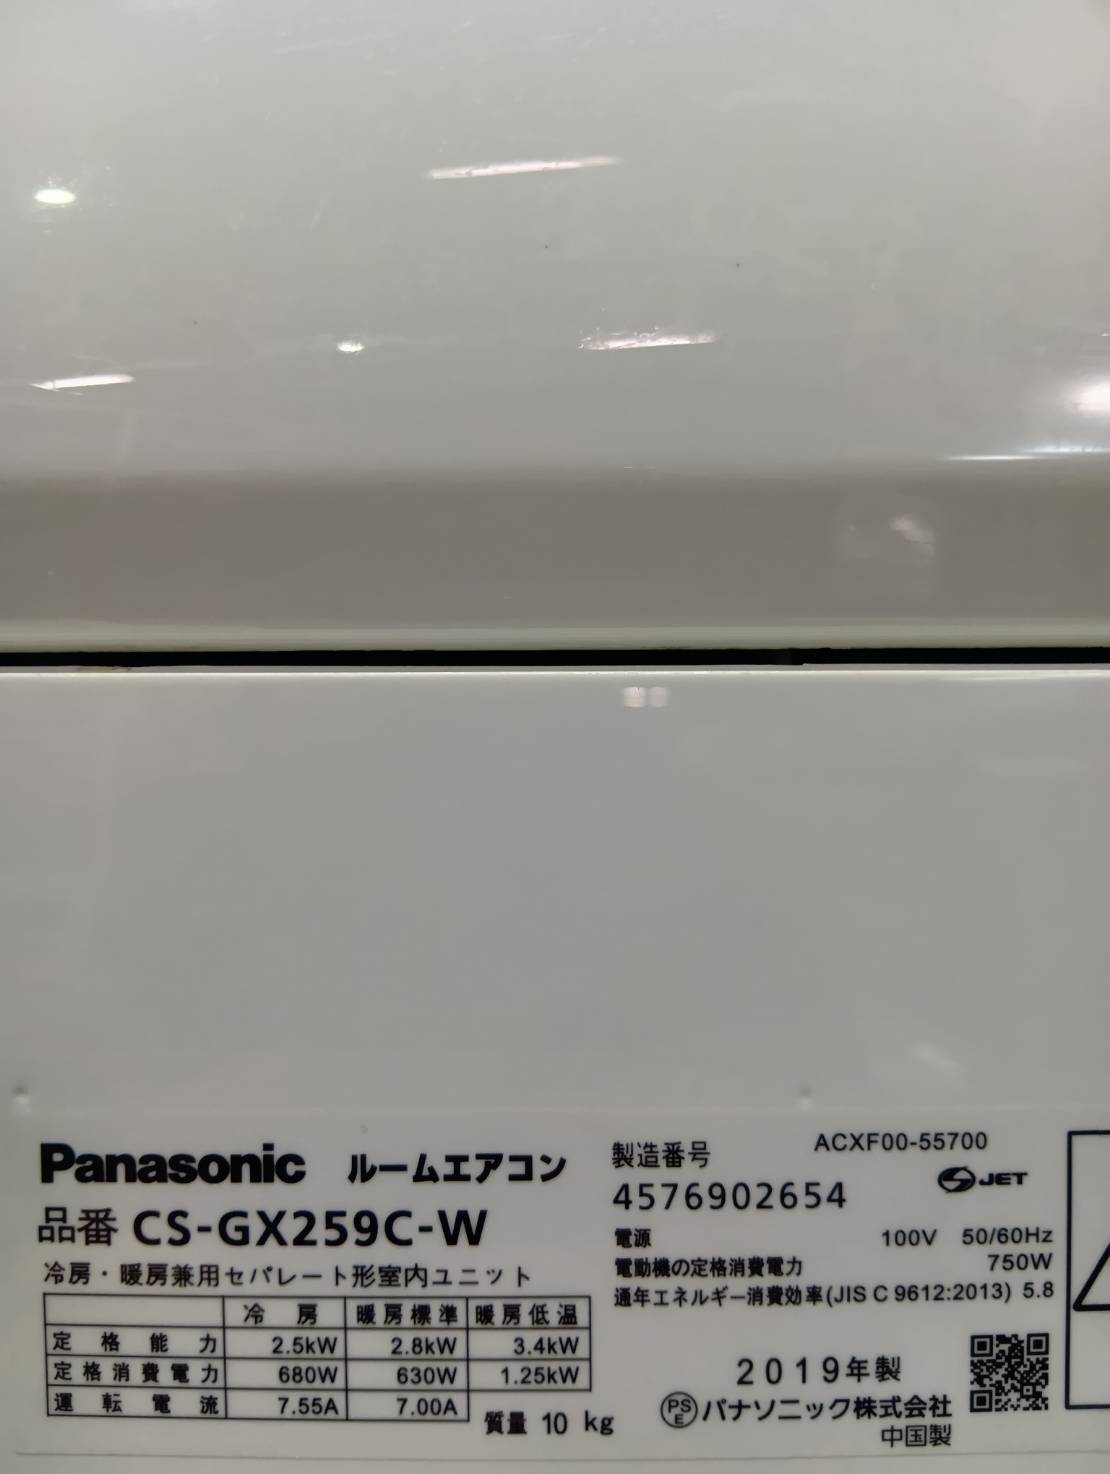 Panasonic ルームエアコン
品番 CS-GX259C-W
冷房・暖房兼用セパレート形室内ユニット
冷房 暖房標準 暖房低温
定格能力 2.5kW 2.8kW 3.4kW
定格消費電力 680W 630W 1.25kW
運転電流 7.55A 7.00A
質量 10 kg
製造番号 ACXF00-55700
4576902654
JET
電源 100V 50/60Hz
電動機の定格消費電力 750W
通年エネルギー消費効率(JIS C 9612:2013) 5.8
2019年製
PSE パナソニック株式会社
中国製